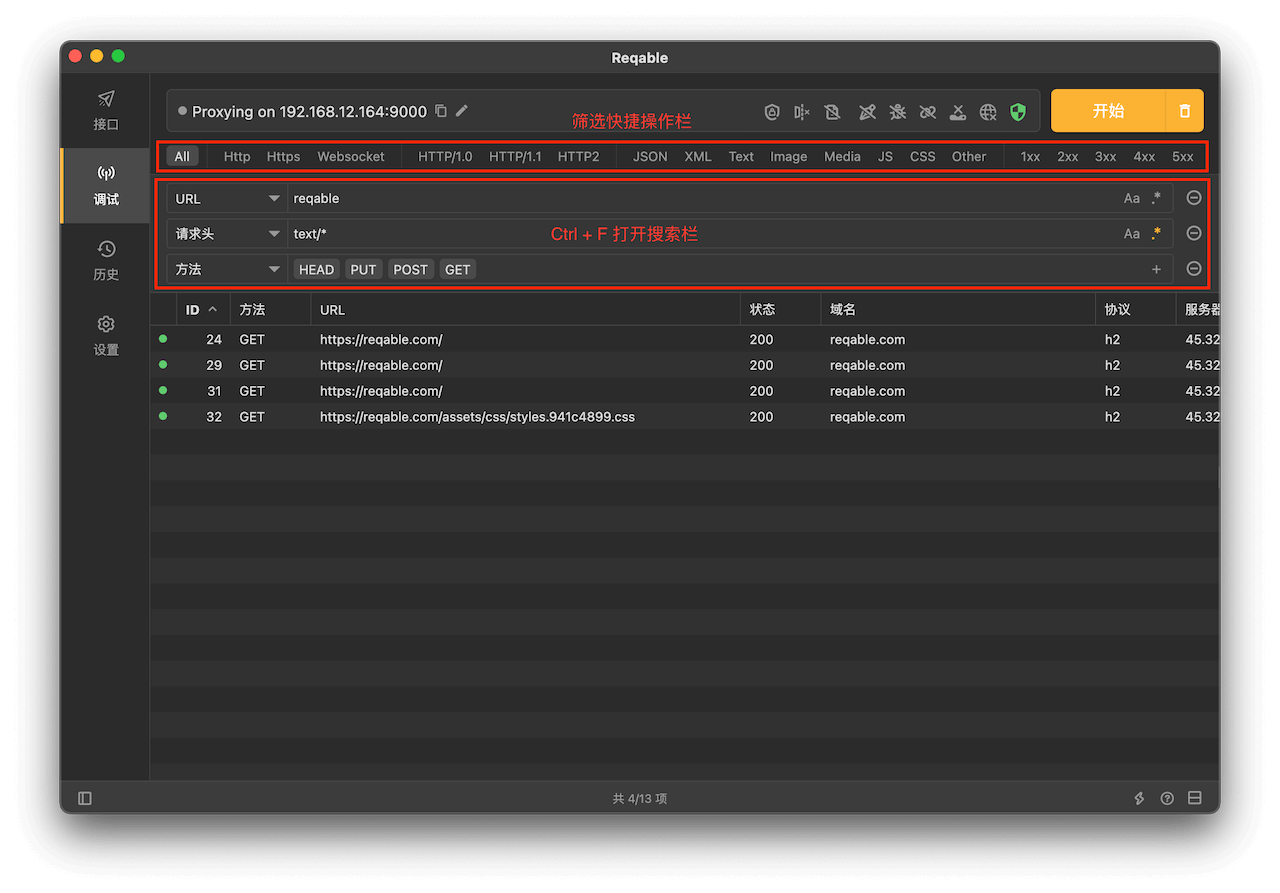 Reqable
接口
调试
历史
设置
Proxying on 192.168.12.164:9000
开始
筛选快捷操作栏
All Http Https Websocket HTTP/1.0 HTTP/1.1 HTTP2 JSON XML Text Image Media JS CSS Other 1xx 2xx 3xx 4xx 5xx
URL reqable Aa .*
请求头 text/* Ctrl + F 打开搜索栏 Aa .*
方法 HEAD PUT POST GET +
ID 方法 URL 状态 域名 协议 服务器
24 GET https://reqable.com/ 200 reqable.com h2 45.32
29 GET https://reqable.com/ 200 reqable.com h2 45.32
31 GET https://reqable.com/ 200 reqable.com h2 45.32
32 GET https://reqable.com/assets/css/styles.941c4899.css 200 reqable.com h2 45.32
共 4/13 项